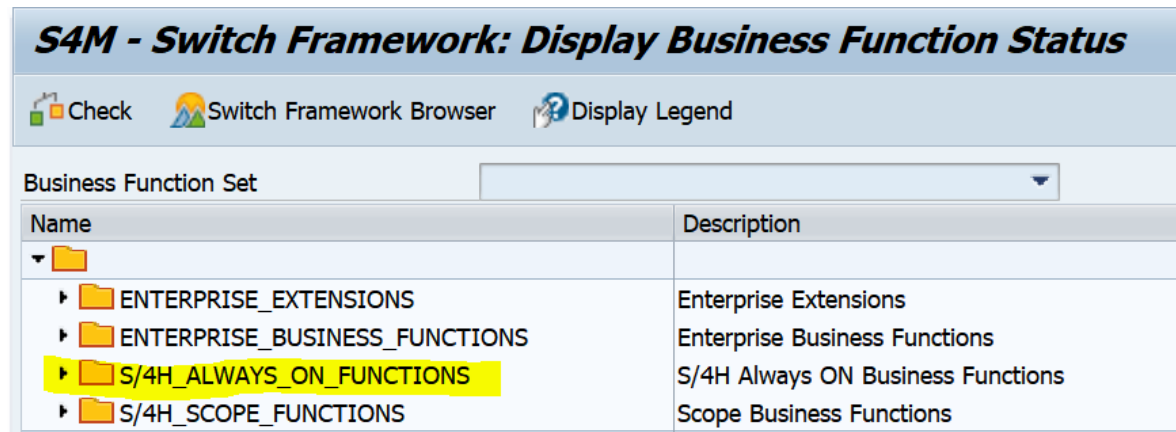 S4M - Switch Framework: Display Business Function Status
Check Switch Framework Browser Display Legend
Business Function Set
Name Description
ENTERPRISE_EXTENSIONS Enterprise Extensions
ENTERPRISE_BUSINESS_FUNCTIONS Enterprise Business Functions
S/4H_ALWAYS_ON_FUNCTIONS S/4H Always ON Business Functions
S/4H_SCOPE_FUNCTIONS Scope Business Functions